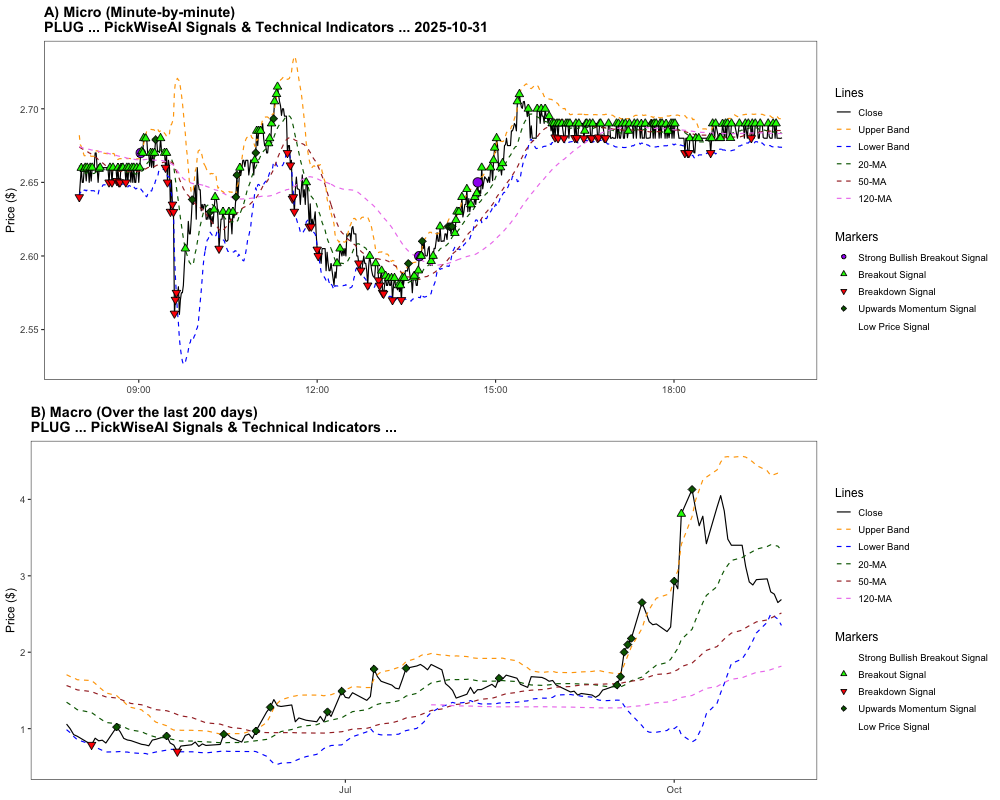 A) Micro (Minute-by-minute)
PLUG ... PickWiseAI Signals & Technical Indicators ... 2025-10-31
Price ($)
2.70
2.65
2.60
2.55
09:00
12:00
15:00
18:00
Lines
Close
Upper Band
Lower Band
20-MA
50-MA
120-MA
Markers
Strong Bullish Breakout Signal
Breakout Signal
Breakdown Signal
Upwards Momentum Signal
Low Price Signal
B) Macro (Over the last 200 days)
PLUG ... PickWiseAI Signals & Technical Indicators ...
Price ($)
4
3
2
1
Jul
Oct
Lines
Close
Upper Band
Lower Band
20-MA
50-MA
120-MA
Markers
Strong Bullish Breakout Signal
Breakout Signal
Breakdown Signal
Upwards Momentum Signal
Low Price Signal